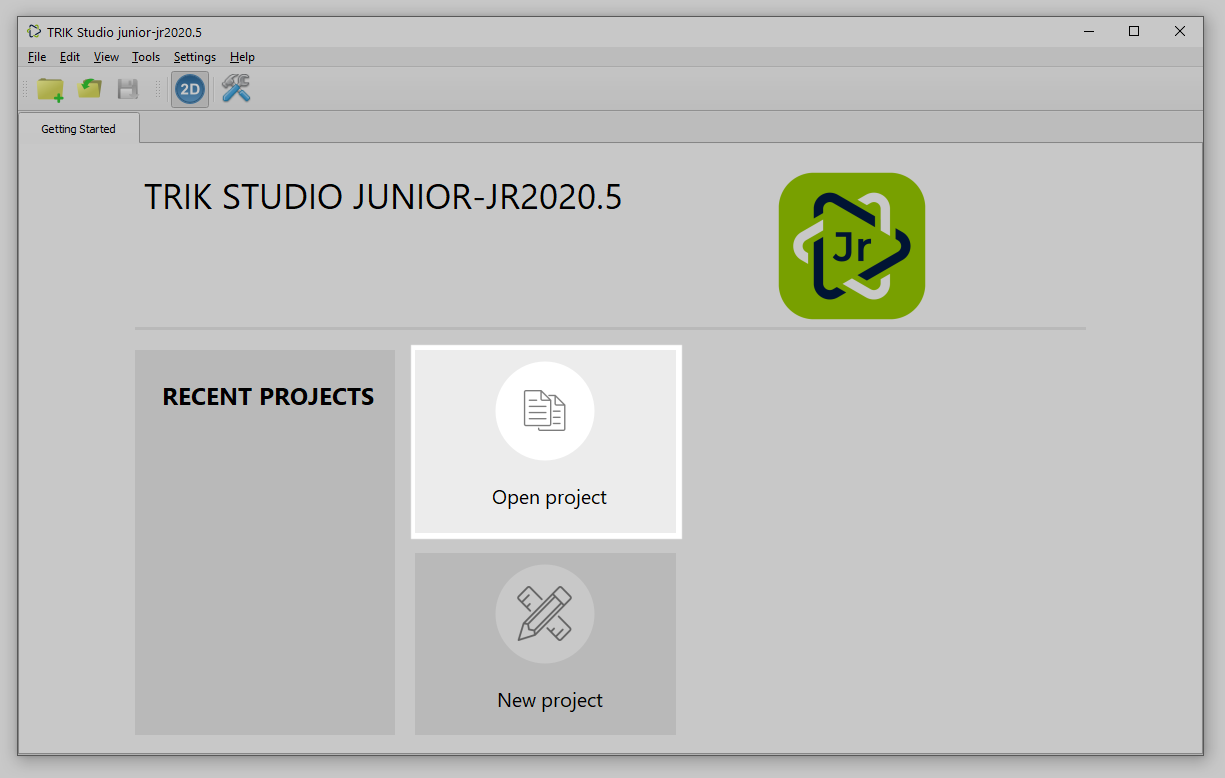 TRIK Studio junior-jr2020.5
File Edit View Tools Settings Help
2D
Getting Started
TRIK STUDIO JUNIOR-JR2020.5
Jr
RECENT PROJECTS
Open project
New project